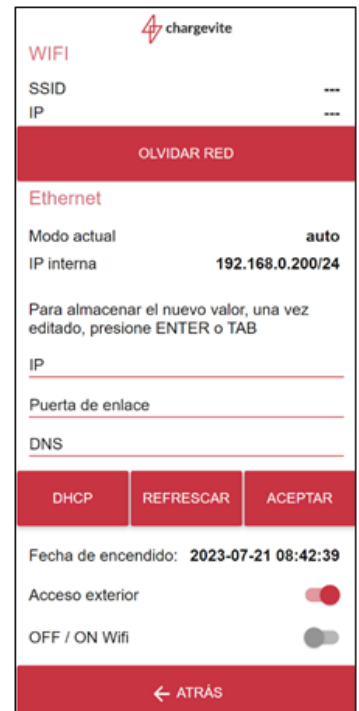 chargevite
WIFI
SSID ---
IP ---
OLVIDAR RED
Ethernet
Modo actual auto
IP interna 192.168.0.200/24
Para almacenar el nuevo valor, una vez
editado, presione ENTER o TAB
IP
Puerta de enlace
DNS
DHCP REFRESCAR ACEPTAR
Fecha de encendido: 2023-07-21 08:42:39
Acceso exterior
OFF / ON Wifi
← ATRÁS